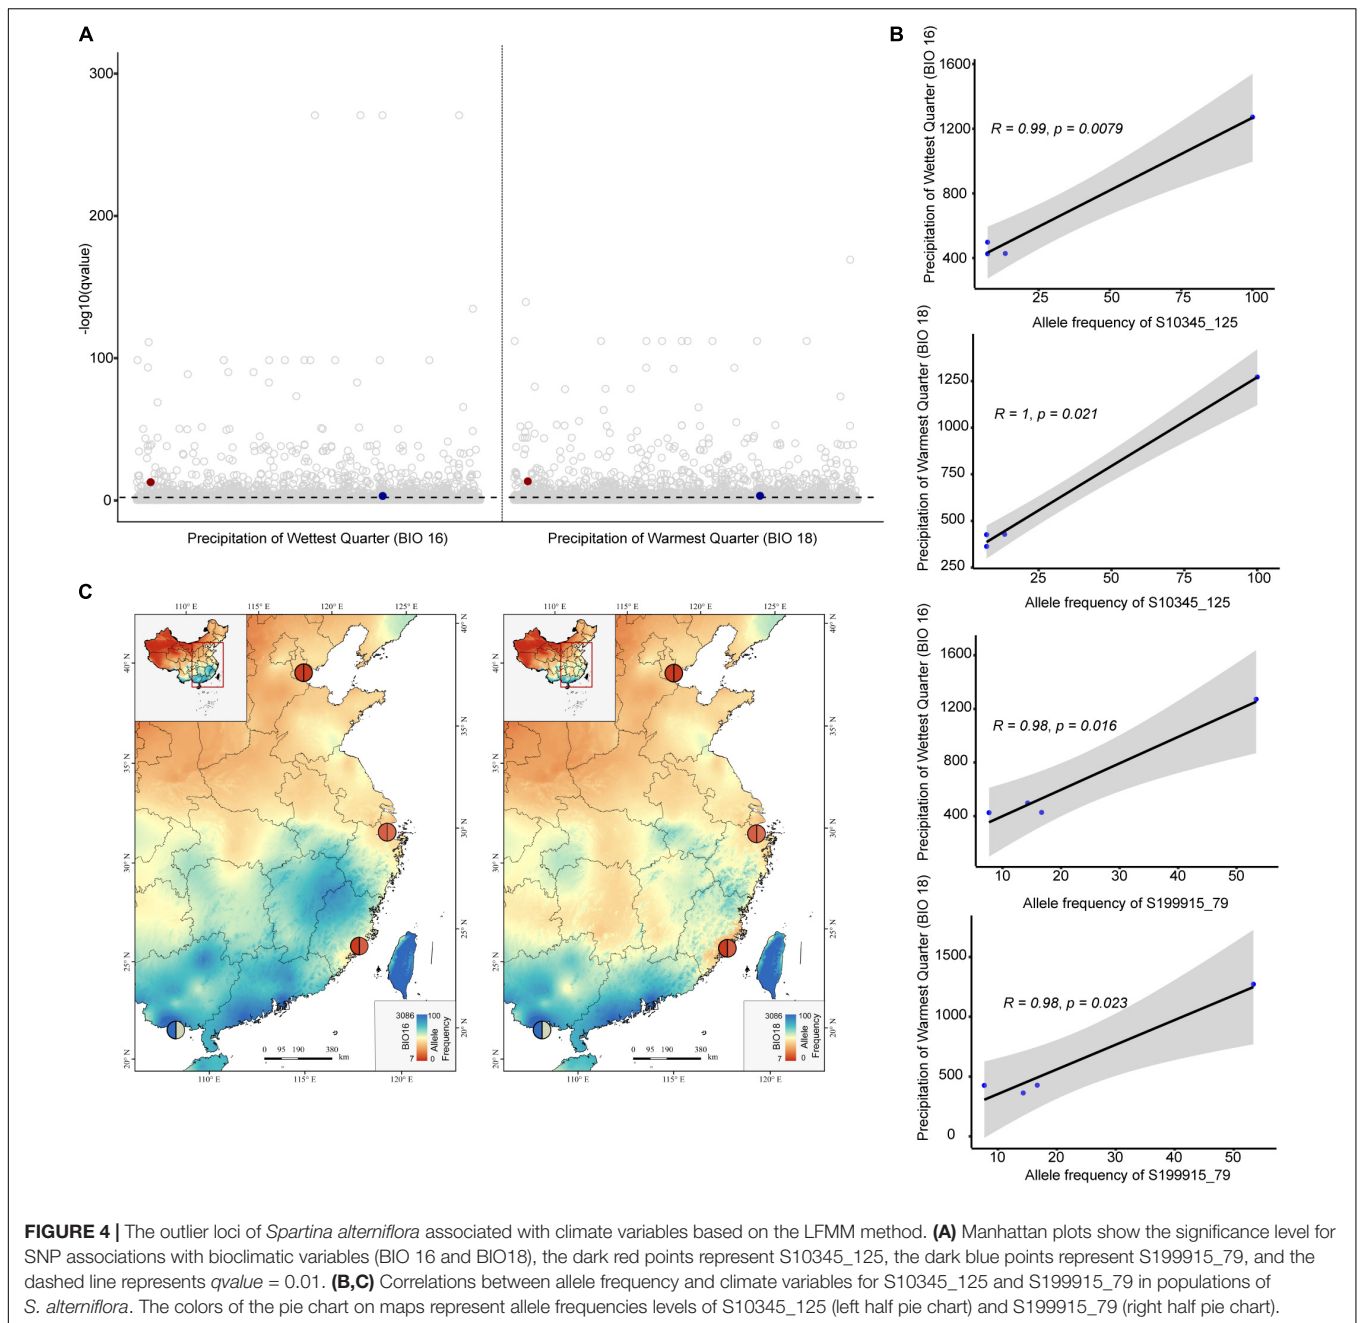 A
300
200
100
0
-log10(qvalue)
Precipitation of Wettest Quarter (BIO 16)
Precipitation of Warmest Quarter (BIO 18)
B
Precipitation of Wettest Quarter (BIO 16)
1600
1200
800
400
R = 0.99, p = 0.0079
25 50 75 100
Allele frequency of S10345_125
Precipitation of Warmest Quarter (BIO 18)
1250
1000
750
500
250
R = 1, p = 0.021
25 50 75 100
Allele frequency of S10345_125
Precipitation of Wettest Quarter (BIO 16)
1600
1200
800
400
R = 0.98, p = 0.016
10 20 30 40 50
Allele frequency of S199915_79
Precipitation of Warmest Quarter (BIO 18)
1500
1000
500
0
R = 0.98, p = 0.023
10 20 30 40 50
Allele frequency of S199915_79
C
110° E 115° E 120° E 125° E
40° N
35° N
30° N
25° N
20° N
40° N
35° N
30° N
25° N
20° N
3086 100
BIO16
Allele
Frequency
7 0
0 95 190 380
km
110° E 115° E 120° E
110° E 115° E 120° E 125° E
40° N
35° N
30° N
25° N
20° N
40° N
35° N
30° N
25° N
20° N
3086 100
BIO18
Allele
Frequency
7 0
0 95 190 380
km
110° E 115° E 120° E
FIGURE 4 | The outlier loci of Spartina alterniflora associated with climate variables based on the LFMM method. (A) Manhattan plots show the significance level for
SNP associations with bioclimatic variables (BIO 16 and BIO18), the dark red points represent S10345_125, the dark blue points represent S199915_79, and the
dashed line represents qvalue = 0.01. (B,C) Correlations between allele frequency and climate variables for S10345_125 and S199915_79 in populations of
S. alterniflora. The colors of the pie chart on maps represent allele frequencies levels of S10345_125 (left half pie chart) and S199915_79 (right half pie chart).